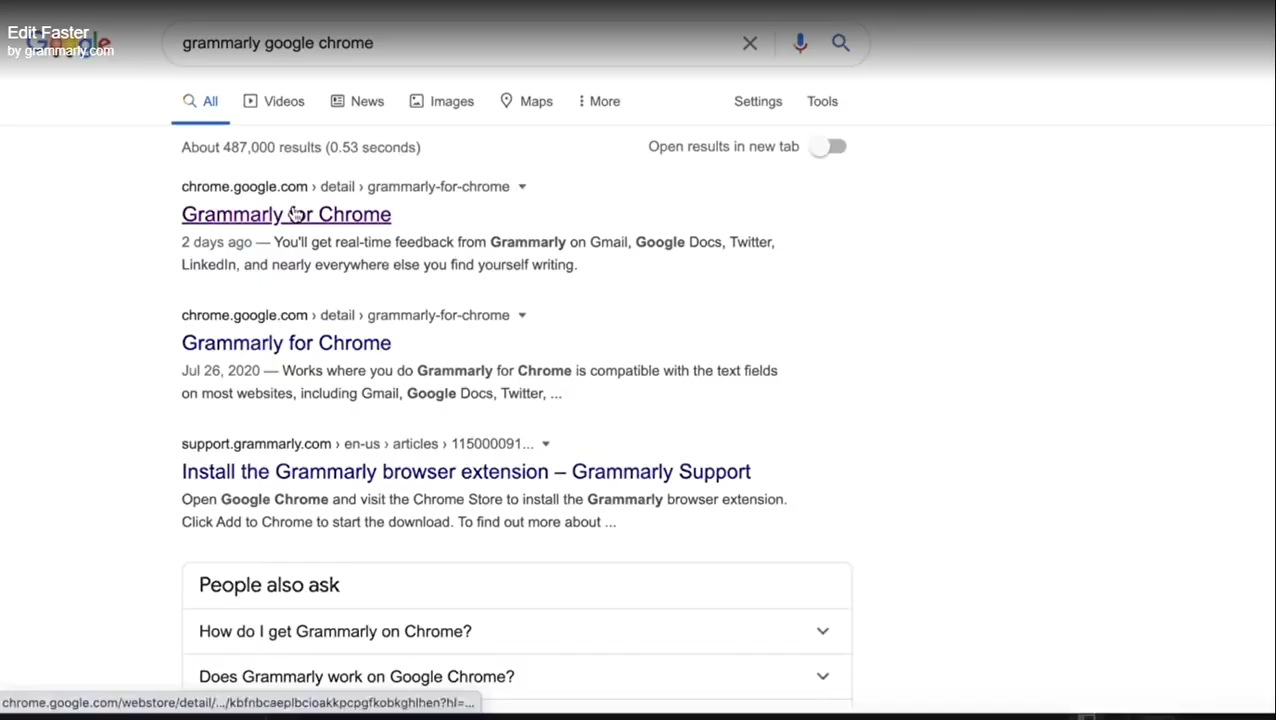 Edit Faster
by grammarly.com
Google
grammarly google chrome
All Videos News Images Maps More Settings Tools
About 487,000 results (0.53 seconds) Open results in new tab
chrome.google.com › detail › grammarly-for-chrome
Grammarly for Chrome
2 days ago — You'll get real-time feedback from Grammarly on Gmail, Google Docs, Twitter,
LinkedIn, and nearly everywhere else you find yourself writing.
chrome.google.com › detail › grammarly-for-chrome
Grammarly for Chrome
Jul 26, 2020 — Works where you do Grammarly for Chrome is compatible with the text fields
on most websites, including Gmail, Google Docs, Twitter, ...
support.grammarly.com › en-us › articles › 115000091...
Install the Grammarly browser extension – Grammarly Support
Open Google Chrome and visit the Chrome Store to install the Grammarly browser extension.
Click Add to Chrome to start the download. To find out more about ...
People also ask
How do I get Grammarly on Chrome?
Does Grammarly work on Google Chrome?
chrome.google.com/webstore/detail/.../kbfnbcaeplbcioakkpcpgfkobkghlhen?hl=...